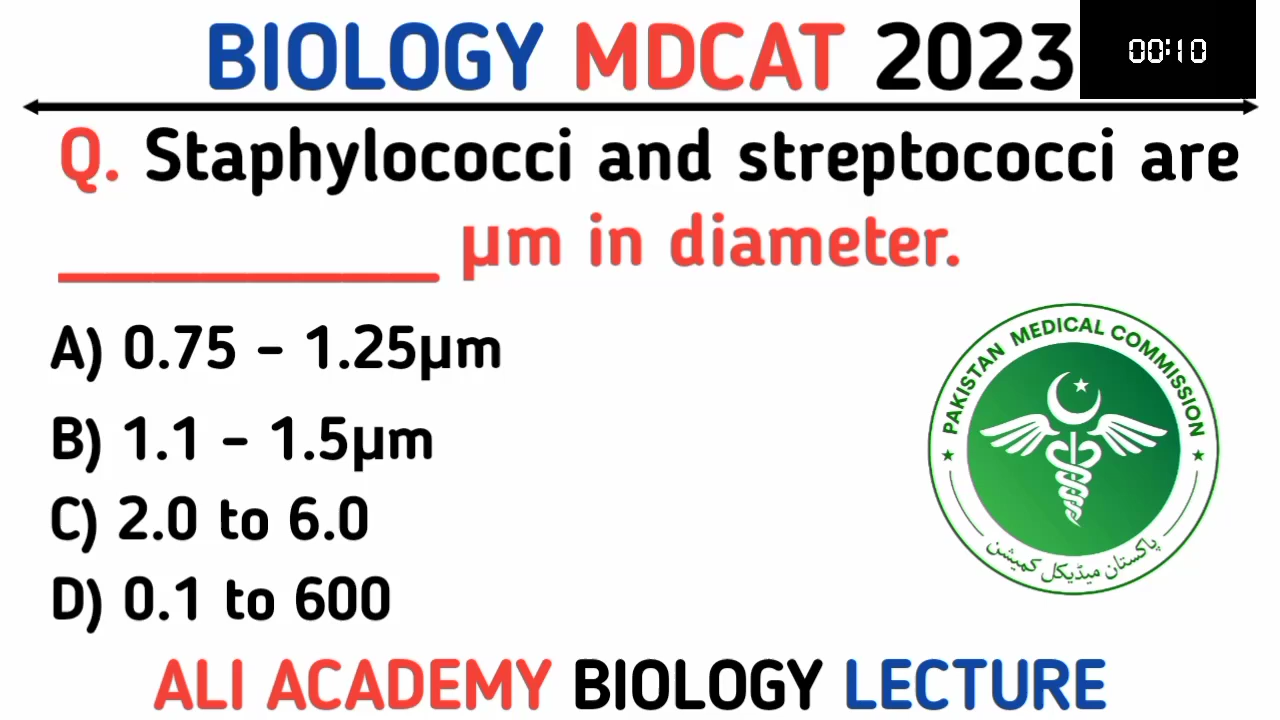 BIOLOGY MDCAT 2023
00:10
Q. Staphylococci and streptococci are
__________ µm in diameter.
A) 0.75 – 1.25µm
B) 1.1 – 1.5µm
C) 2.0 to 6.0
D) 0.1 to 600
PAKISTAN MEDICAL COMMISSION
پاکستان میڈیکل کمیشن
ALI ACADEMY BIOLOGY LECTURE